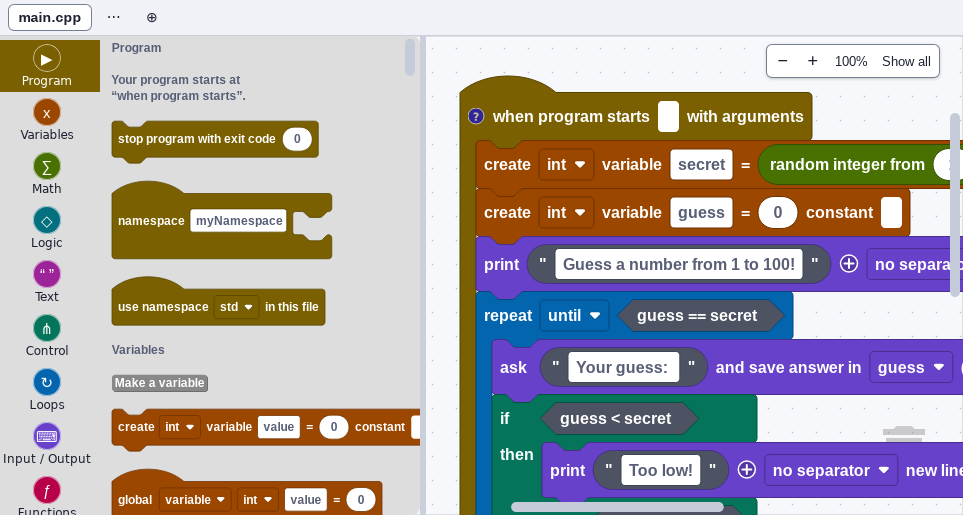 main.cpp ... ⊕
− + 100% Show all
Program
Variables
Math
Logic
Text
Control
Loops
Input / Output
Functions
Program
Your program starts at
“when program starts”.
stop program with exit code 0
namespace myNamespace
use namespace std in this file
Variables
Make a variable
create int variable value = 0 constant
global variable int value = 0
? when program starts with arguments
create int variable secret = random integer from
create int variable guess = 0 constant
print " Guess a number from 1 to 100! " ⊕ no separa
repeat until guess == secret
ask " Your guess: " and save answer in guess
if guess < secret
then
print " Too low! " ⊕ no separator new line